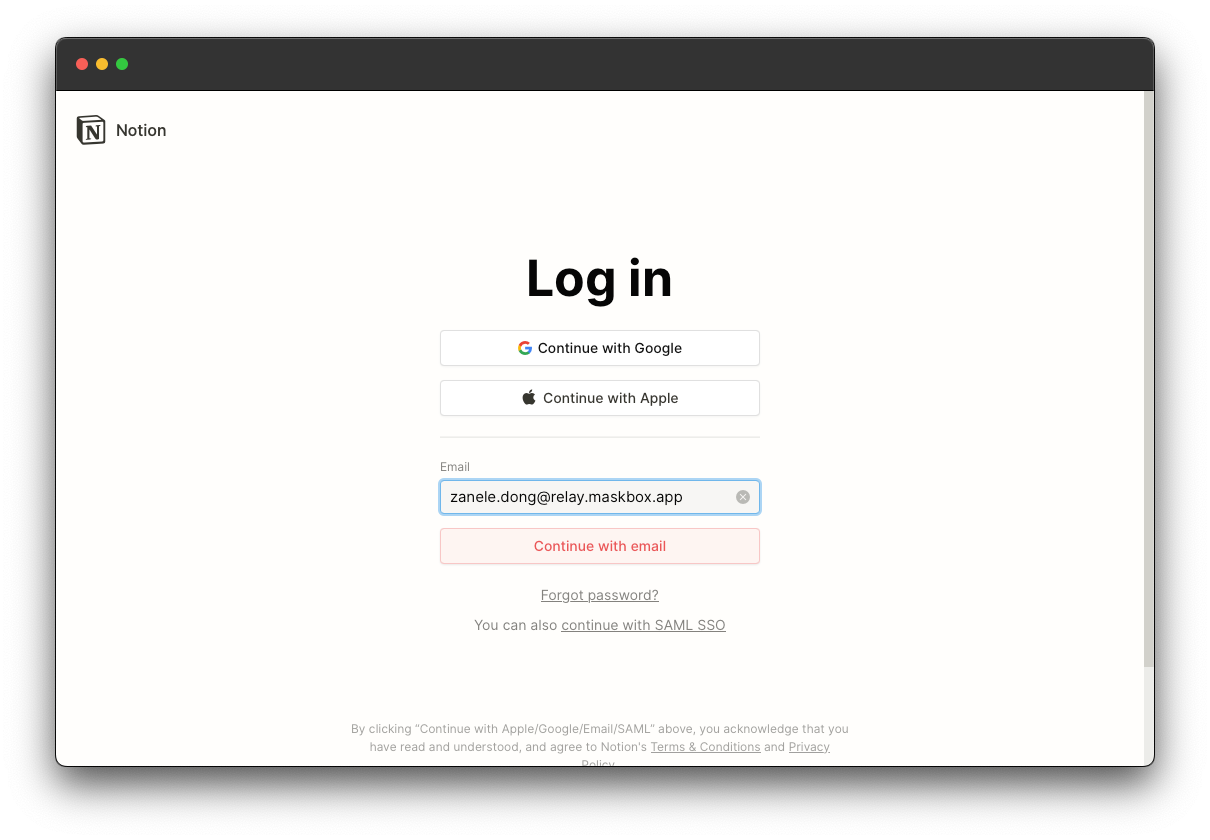 Notion
Log in
Continue with Google
Continue with Apple
Email
zanele.dong@relay.maskbox.app
Continue with email
Forgot password?
You can also continue with SAML SSO
By clicking “Continue with Apple/Google/Email/SAML” above, you acknowledge that you
have read and understood, and agree to Notion's Terms & Conditions and Privacy
Policy.